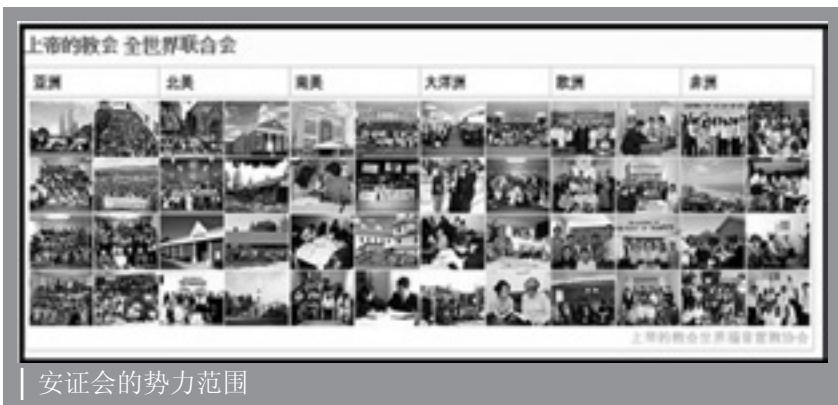 上帝的教会 全世界联合会
亚洲 北美 南美 大洋洲 欧洲 非洲
上帝的教会世界福音宣教协会
安证会的势力范围